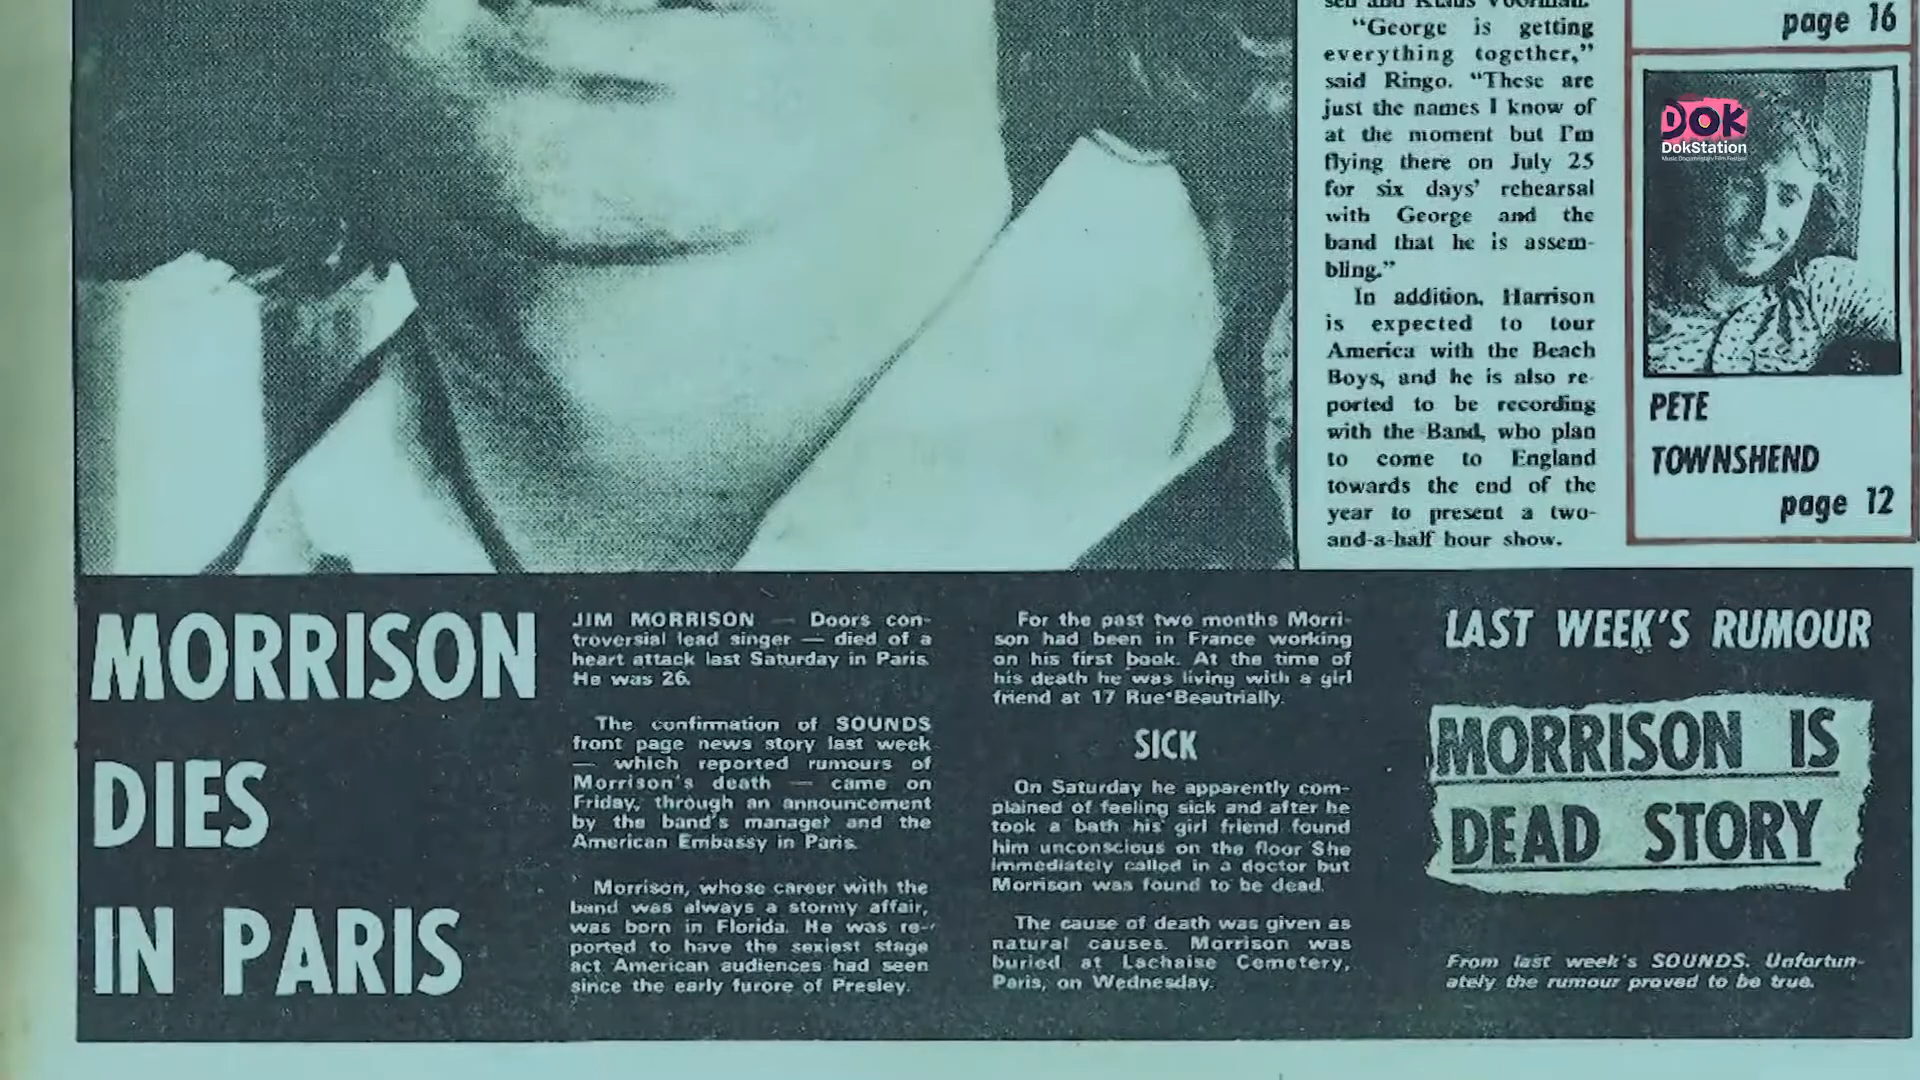 "George is getting
everything together,"
said Ringo. "These are
just the names I know of
at the moment but I'm
flying there on July 25
for six days' rehearsal
with George and the
band that he is assem-
bling."
In addition, Harrison
is expected to tour
America with the Beach
Boys, and he is also re-
ported to be recording
with the Band, who plan
to come to England
towards the end of the
year to present a two-
and-a-half hour show.
page 16
DOK
DokStation
Music Documentary Film Festival
PETE
TOWNSHEND
page 12
MORRISON
DIES
IN PARIS
JIM MORRISON — Doors con-
troversial lead singer — died of a
heart attack last Saturday in Paris.
He was 26.
The confirmation of SOUNDS
front page news story last week
— which reported rumours of
Morrison's death — came on
Friday, through an announcement
by the band's manager and the
American Embassy in Paris.
Morrison, whose career with the
band was always a stormy affair,
was born in Florida. He was re-
ported to have the sexiest stage
act American audiences had seen
since the early furore of Presley.
For the past two months Morri-
son had been in France working
on his first book. At the time of
his death he was living with a girl
friend at 17 Rue Beautrially.
SICK
On Saturday he apparently com-
plained of feeling sick and after he
took a bath his girl friend found
him unconscious on the floor She
immediately called in a doctor but
Morrison was found to be dead.
The cause of death was given as
natural causes. Morrison was
buried at Lachaise Cemetery,
Paris, on Wednesday.
LAST WEEK'S RUMOUR
MORRISON IS
DEAD STORY
From last week's SOUNDS. Unfortun-
ately the rumour proved to be true.